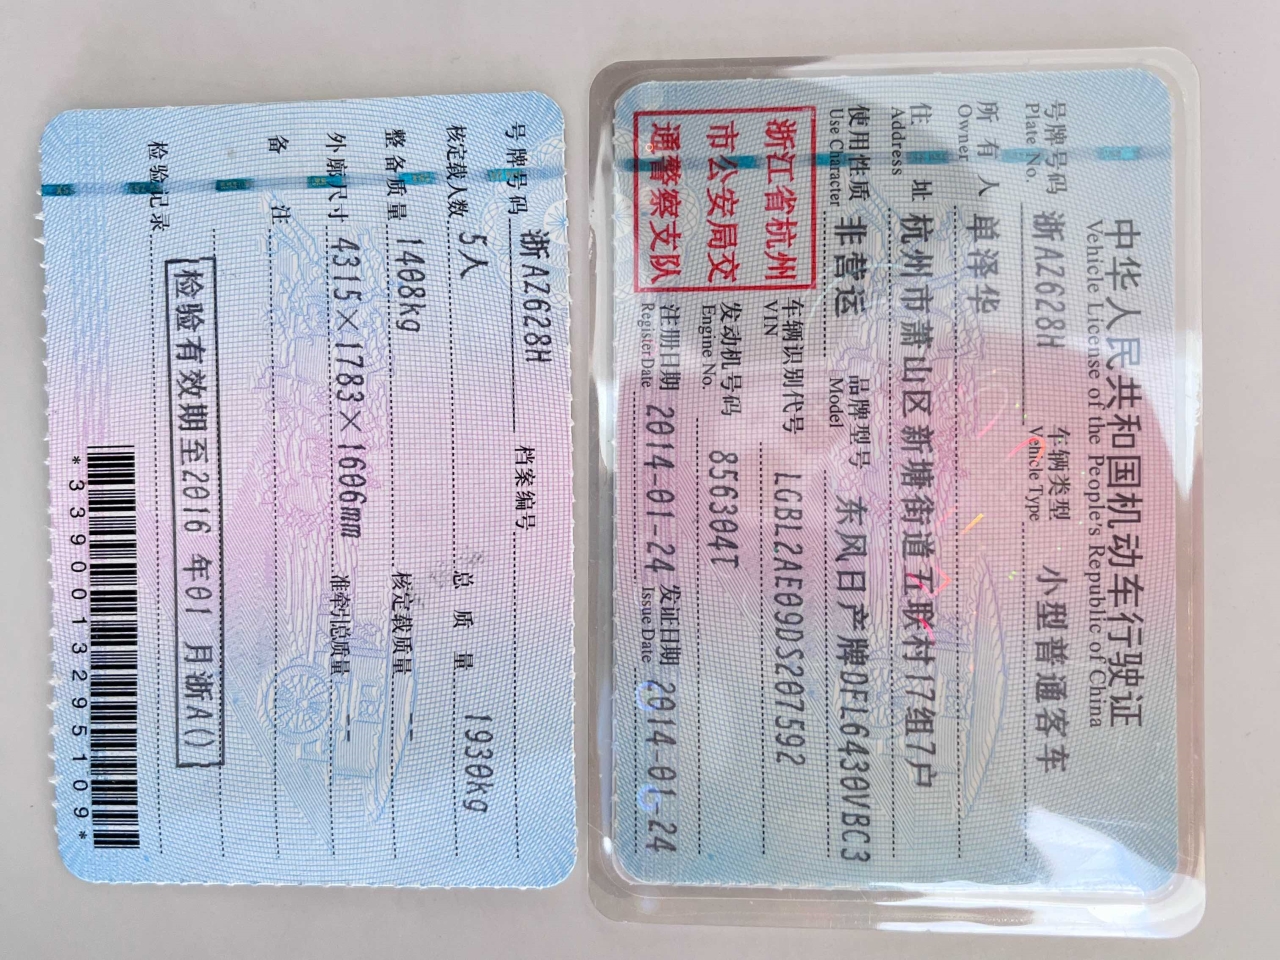 中华人民共和国机动车行驶证
Vehicle License of the People's Republic of China
号牌号码 浙AZ628H 车辆类型 小型普通客车
Plate No. Vehicle Type
所有人 单泽华
Owner
住址 杭州市萧山区新塘街道五联村17组7户
Address
使用性质 非营运 品牌型号 东风日产牌DFL6430VBC3
Use Character Model
浙江省杭州
市公安局交
通警察支队
车辆识别代号 LGBL2AE09DS207592
VIN
发动机号码 856304T
Engine No.
注册日期 2014-01-24 发证日期 2014-01-24
Register Date Issue Date
号牌号码 浙AZ628H 档案编号
核定载人数 5人 总质量 1930kg
整备质量 1408kg 核定载质量 --
外廓尺寸 4315×1783×1606mm 准牵引总质量 --
备注
检验记录 检验有效期至2016 年01 月浙A()
*3390013295109*